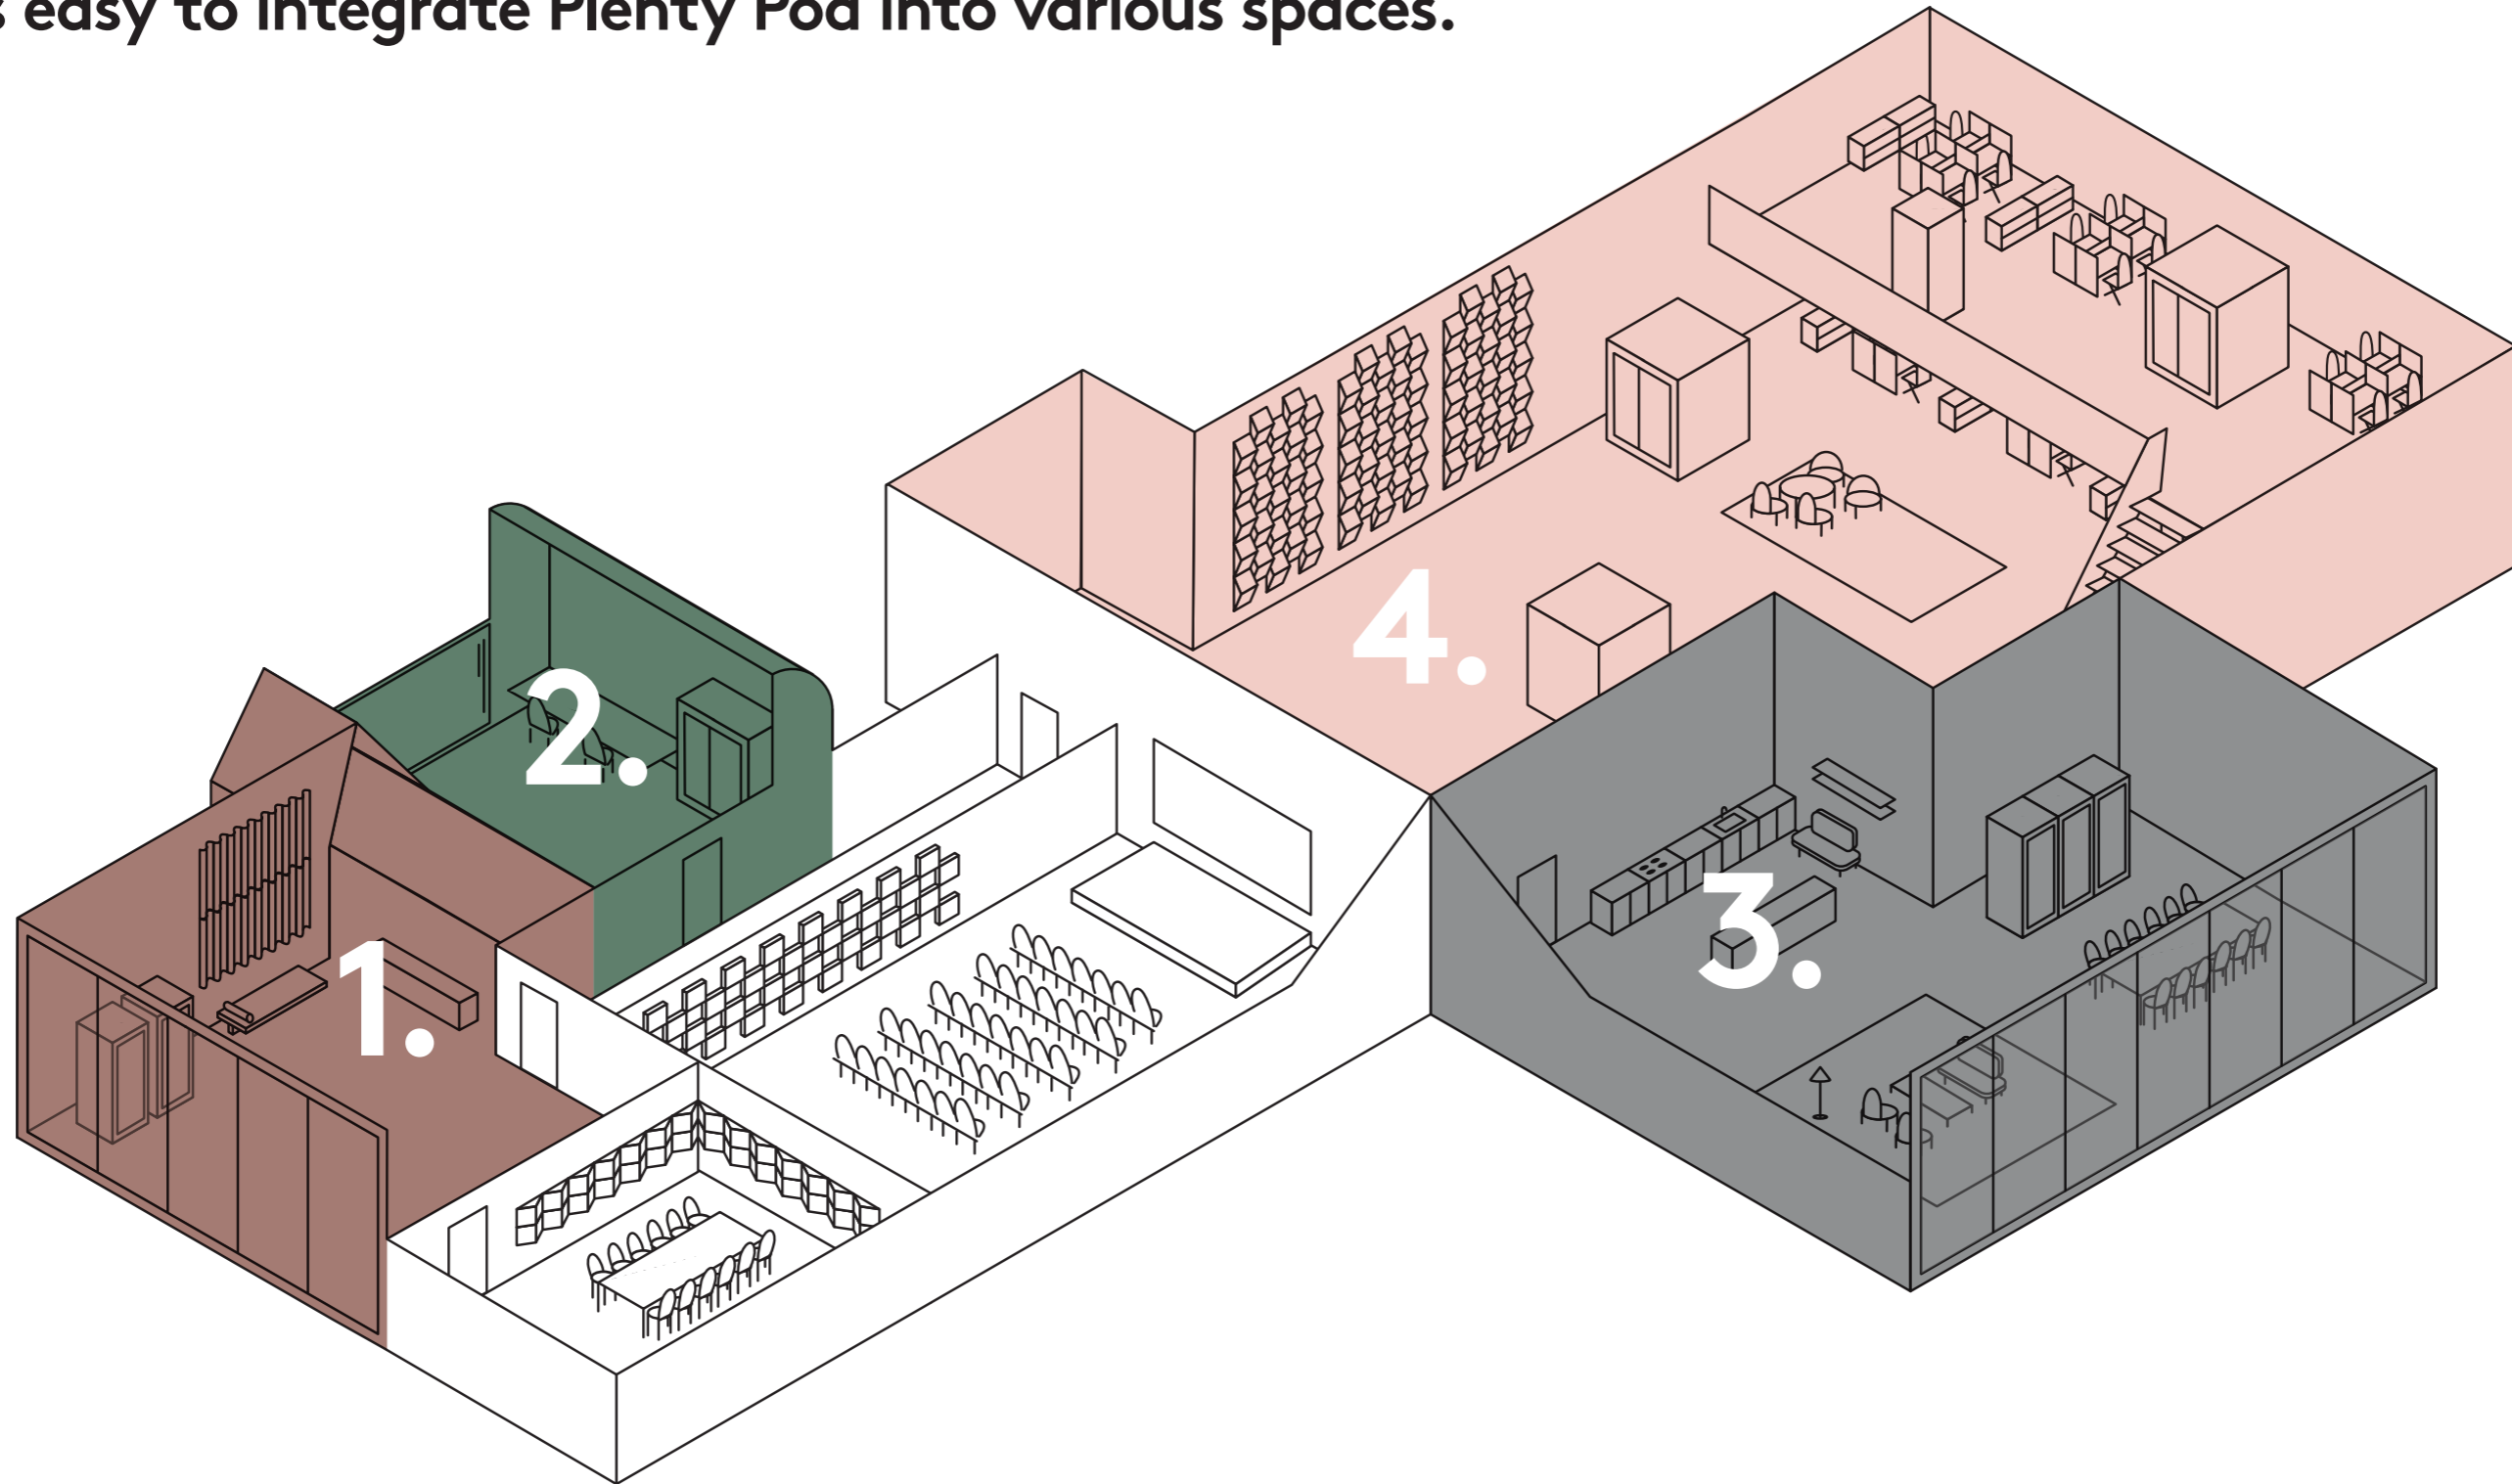 easy to integrate Plenty Pod into various spaces.
4.
2.
3.
1.